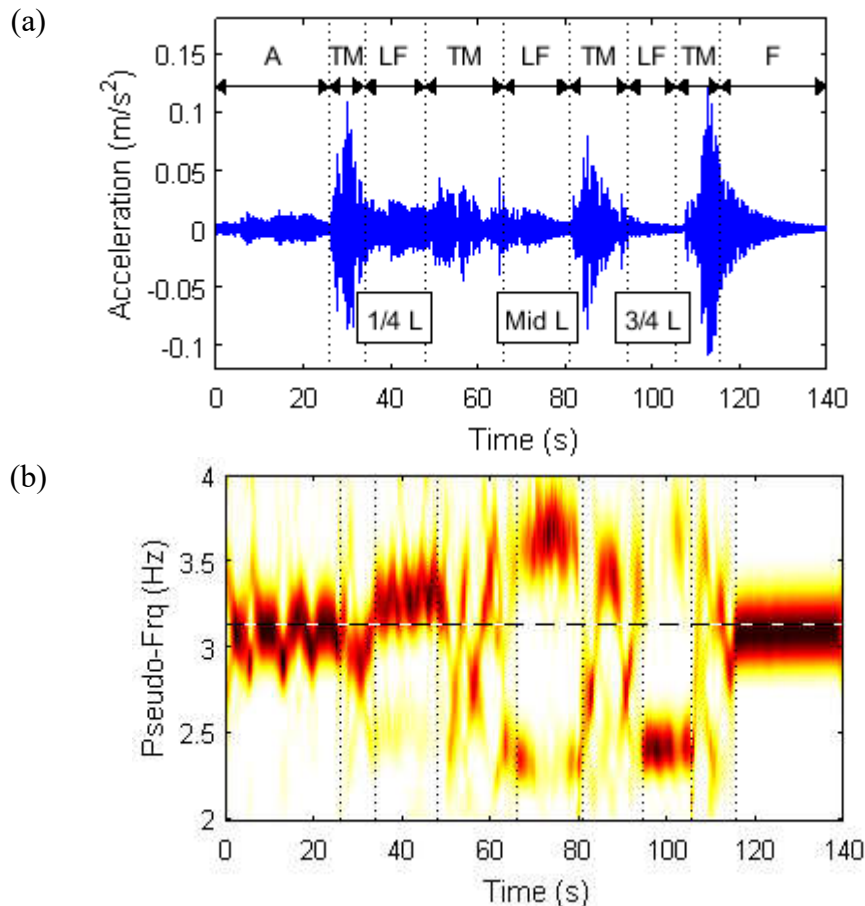 (a)
A TM LF TM LF TM LF TM F
0.15
0.1
0.05
0
-0.05
-0.1
Acceleration (m/s²)
1/4 L Mid L 3/4 L
0 20 40 60 80 100 120 140
Time (s)
(b)
4
3.5
3
2.5
2
Pseudo-Frq (Hz)
0 20 40 60 80 100 120 140
Time (s)